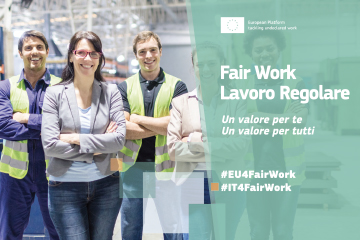 European Platform
tackling undeclared work
Fair Work
Lavoro Regolare
Un valore per te
Un valore per tutti
#EU4FairWork
#IT4FairWork